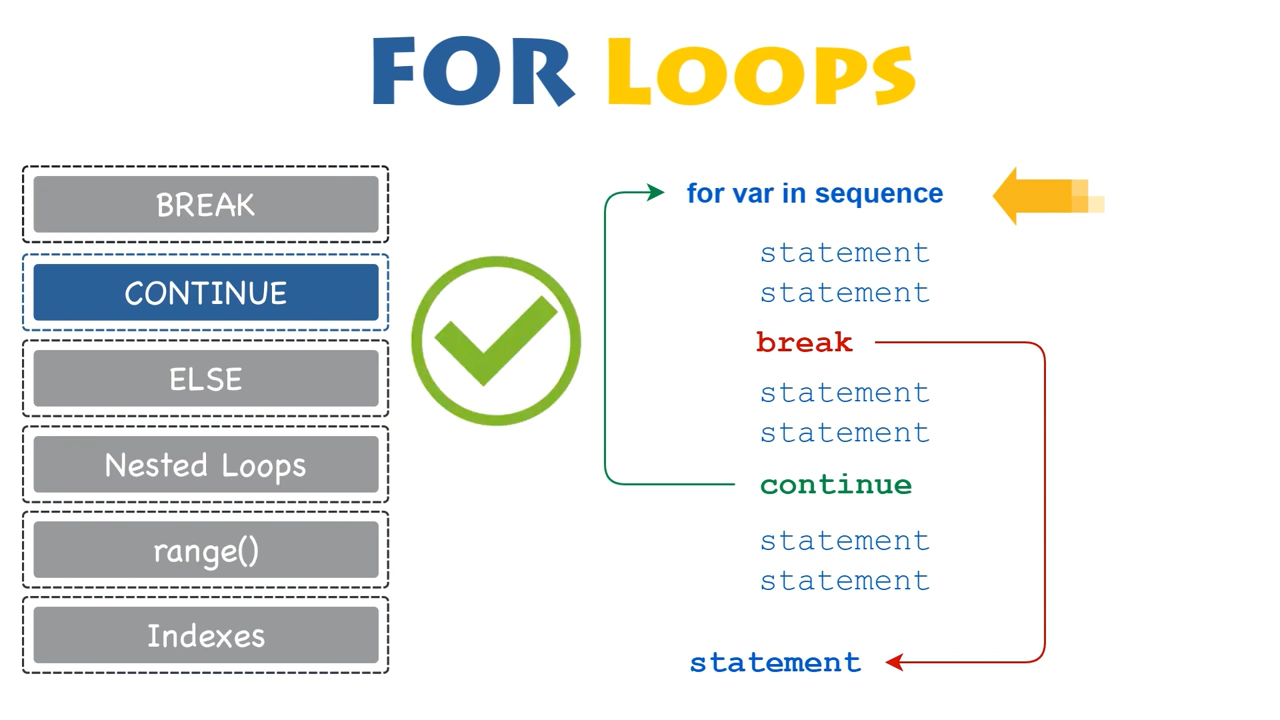 FOR LOOPS
BREAK
CONTINUE
ELSE
Nested Loops
range()
Indexes
for var in sequence
statement
statement
break
statement
statement
continue
statement
statement
statement